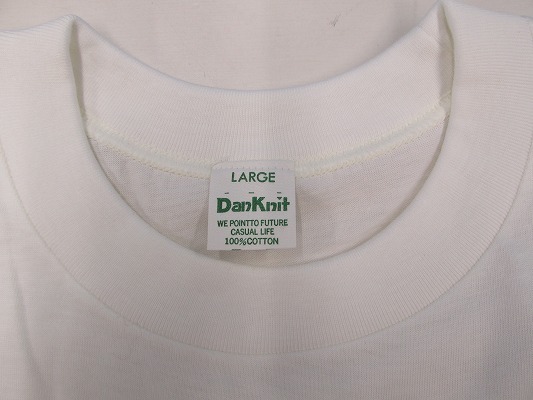 LARGE
DanKnit
WE POINTTO FUTURE
CASUAL LIFE
100%COTTON